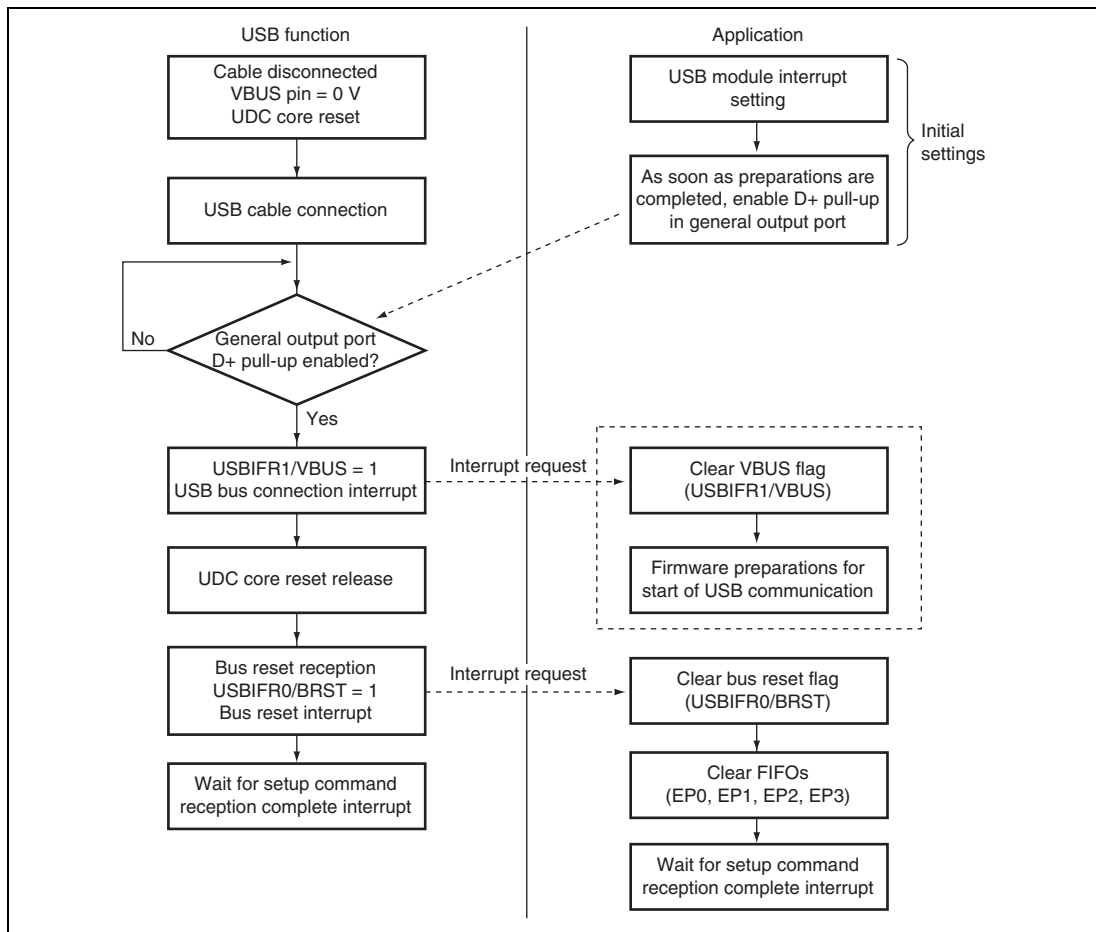 USB function
Cable disconnected
VBUS pin = 0 V
UDC core reset
USB cable connection
No
General output port
D+ pull-up enabled?
Yes
USBIFR1/VBUS = 1
USB bus connection interrupt
Interrupt request
UDC core reset release
Bus reset reception
USBIFR0/BRST = 1
Bus reset interrupt
Interrupt request
Wait for setup command
reception complete interrupt
Application
USB module interrupt
setting
As soon as preparations are
completed, enable D+ pull-up
in general output port
Initial
settings
Clear VBUS flag
(USBIFR1/VBUS)
Firmware preparations for
start of USB communication
Clear bus reset flag
(USBIFR0/BRST)
Clear FIFOs
(EP0, EP1, EP2, EP3)
Wait for setup command
reception complete interrupt